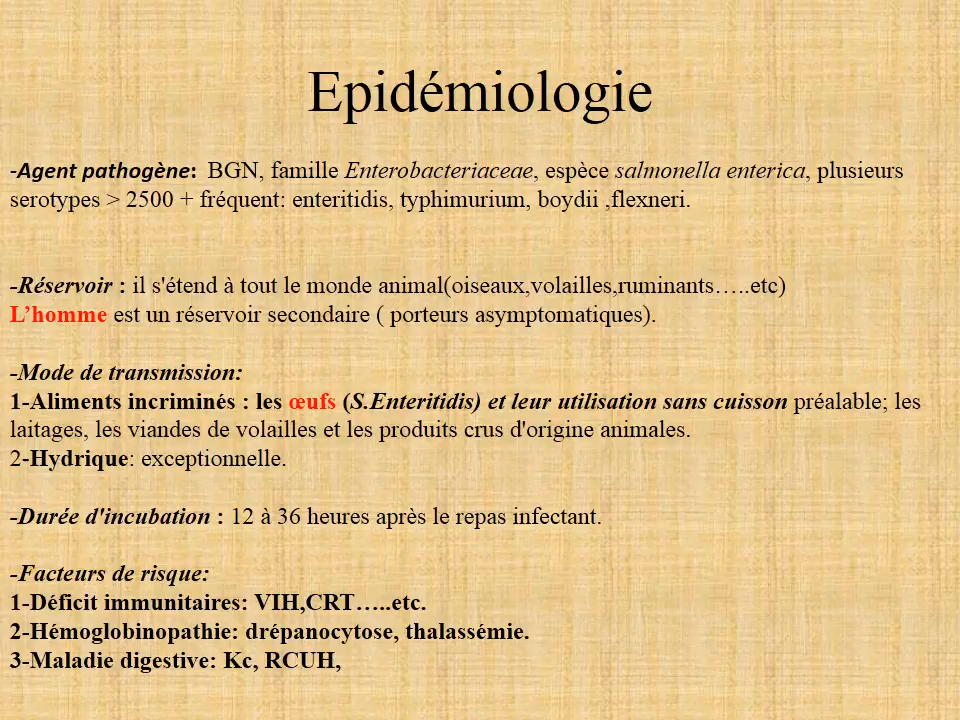 Epidémiologie
-Agent pathogène: BGN, famille Enterobacteriaceae, espèce salmonella enterica, plusieurs
serotypes > 2500 + fréquent: enteritidis, typhimurium, boydii ,flexneri.
-Réservoir : il s'étend à tout le monde animal(oiseaux,volailles,ruminants…..etc)
L’homme est un réservoir secondaire ( porteurs asymptomatiques).
-Mode de transmission:
1-Aliments incriminés : les œufs (S.Enteritidis) et leur utilisation sans cuisson préalable; les
laitages, les viandes de volailles et les produits crus d'origine animales.
2-Hydrique: exceptionnelle.
-Durée d'incubation : 12 à 36 heures après le repas infectant.
-Facteurs de risque:
1-Déficit immunitaires: VIH,CRT…..etc.
2-Hémoglobinopathie: drépanocytose, thalassémie.
3-Maladie digestive: Kc, RCUH,